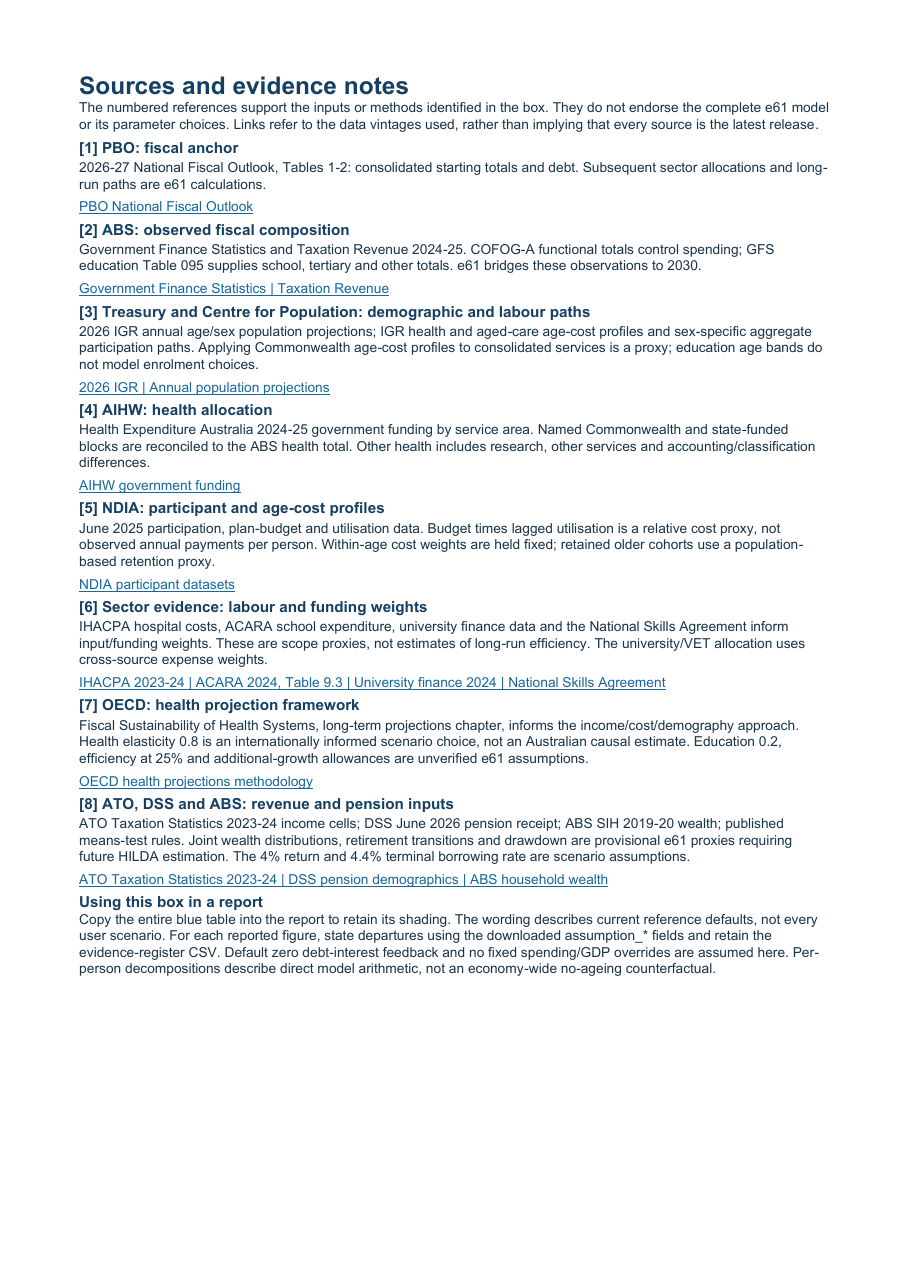 Sources and evidence notes
The numbered references support the inputs or methods identified in the box. They do not endorse the complete e61 model
or its parameter choices. Links refer to the data vintages used, rather than implying that every source is the latest release.
[1] PBO: fiscal anchor
2026-27 National Fiscal Outlook, Tables 1-2: consolidated starting totals and debt. Subsequent sector allocations and long-
run paths are e61 calculations.
PBO National Fiscal Outlook
[2] ABS: observed fiscal composition
Government Finance Statistics and Taxation Revenue 2024-25. COFOG-A functional totals control spending; GFS
education Table 095 supplies school, tertiary and other totals. e61 bridges these observations to 2030.
Government Finance Statistics | Taxation Revenue
[3] Treasury and Centre for Population: demographic and labour paths
2026 IGR annual age/sex population projections; IGR health and aged-care age-cost profiles and sex-specific aggregate
participation paths. Applying Commonwealth age-cost profiles to consolidated services is a proxy; education age bands do
not model enrolment choices.
2026 IGR | Annual population projections
[4] AIHW: health allocation
Health Expenditure Australia 2024-25 government funding by service area. Named Commonwealth and state-funded
blocks are reconciled to the ABS health total. Other health includes research, other services and accounting/classification
differences.
AIHW government funding
[5] NDIA: participant and age-cost profiles
June 2025 participation, plan-budget and utilisation data. Budget times lagged utilisation is a relative cost proxy, not
observed annual payments per person. Within-age cost weights are held fixed; retained older cohorts use a population-
based retention proxy.
NDIA participant datasets
[6] Sector evidence: labour and funding weights
IHACPA hospital costs, ACARA school expenditure, university finance data and the National Skills Agreement inform
input/funding weights. These are scope proxies, not estimates of long-run efficiency. The university/VET allocation uses
cross-source expense weights.
IHACPA 2023-24 | ACARA 2024, Table 9.3 | University finance 2024 | National Skills Agreement
[7] OECD: health projection framework
Fiscal Sustainability of Health Systems, long-term projections chapter, informs the income/cost/demography approach.
Health elasticity 0.8 is an internationally informed scenario choice, not an Australian causal estimate. Education 0.2,
efficiency at 25% and additional-growth allowances are unverified e61 assumptions.
OECD health projections methodology
[8] ATO, DSS and ABS: revenue and pension inputs
ATO Taxation Statistics 2023-24 income cells; DSS June 2026 pension receipt; ABS SIH 2019-20 wealth; published
means-test rules. Joint wealth distributions, retirement transitions and drawdown are provisional e61 proxies requiring
future HILDA estimation. The 4% return and 4.4% terminal borrowing rate are scenario assumptions.
ATO Taxation Statistics 2023-24 | DSS pension demographics | ABS household wealth
Using this box in a report
Copy the entire blue table into the report to retain its shading. The wording describes current reference defaults, not every
user scenario. For each reported figure, state departures using the downloaded assumption_* fields and retain the
evidence-register CSV. Default zero debt-interest feedback and no fixed spending/GDP overrides are assumed here. Per-
person decompositions describe direct model arithmetic, not an economy-wide no-ageing counterfactual.